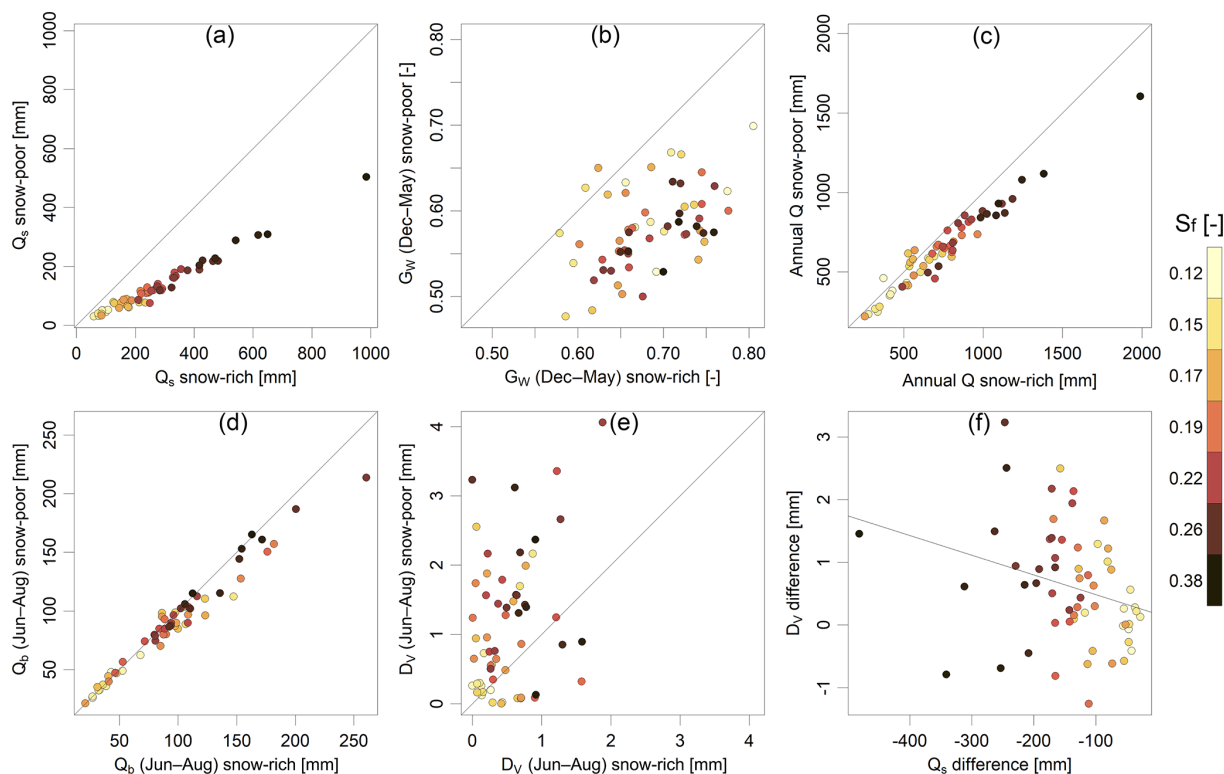 (a)
Qs snow-poor [mm]
1000
800
600
400
200
0
0 200 400 600 800 1000
Qs snow-rich [mm]
(b)
GW (Dec–May) snow-poor [-]
0.80
0.70
0.60
0.50
0.50 0.60 0.70 0.80
GW (Dec–May) snow-rich [-]
(c)
Annual Q snow-poor [mm]
2000
1500
1000
500
500 1000 1500 2000
Annual Q snow-rich [mm]
Sf [-]
0.12
0.15
0.17
0.19
0.22
0.26
0.38
(d)
Qb (Jun–Aug) snow-poor [mm]
250
200
150
100
50
50 100 150 200 250
Qb (Jun–Aug) snow-rich [mm]
(e)
DV (Jun–Aug) snow-poor [mm]
4
3
2
1
0
0 1 2 3 4
DV (Jun–Aug) snow-rich [mm]
(f)
DV difference [mm]
3
2
1
0
-1
-400 -300 -200 -100
Qs difference [mm]